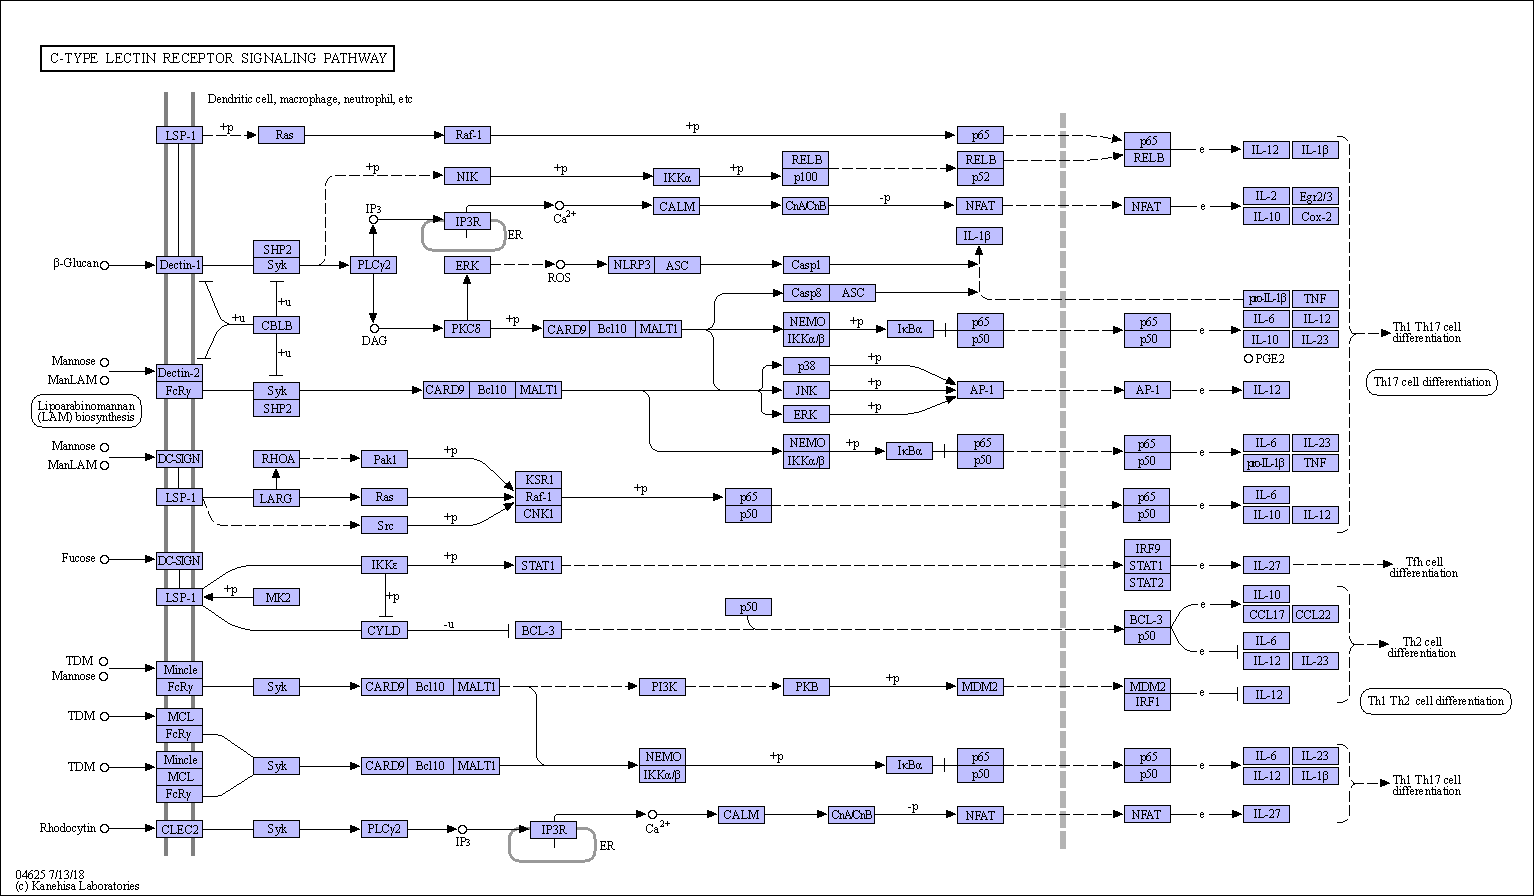 C-TYPE LECTIN RECEPTOR SIGNALING PATHWAY
Dendritic cell, macrophage, neutrophil, etc
LSP-1 +p Ras Raf-1 +p p65 p65
RELB e IL-12 IL-1β
+p NIK +p IKKα +p RELB
p100 RELB
p52
IP3 IP3R Ca2+ CALM CnA/CnB -p NFAT NFAT e IL-2 Egr2/3
IL-10 Cox-2
ER
IL-1β
β-Glucan Dectin-1 SHP2
Syk PLCγ2 ERK ROS NLRP3 ASC Casp1
Casp8 ASC pro-IL-1β TNF
+u CBLB +u
+u
DAG PKCδ +p CARD9 Bcl10 MALT1 NEMO
IKKα/β +p IκBα p65
p50 p65
p50 e IL-6 IL-12
IL-10 IL-23
PGE2
Th1 Th17 cell
differentiation
Th17 cell differentiation
Mannose
ManLAM
Dectin-2
FcRγ
Syk
SHP2
CARD9 Bcl10 MALT1
p38 +p
JNK +p
ERK +p
AP-1 AP-1 e IL-12
Lipoarabinomannan
(LAM) biosynthesis
NEMO
IKKα/β +p IκBα p65
p50 p65
p50 e IL-6 IL-23
pro-IL-1β TNF
Mannose
ManLAM
DC-SIGN RHOA Pak1 +p
LSP-1 LARG Ras
Src +p
KSR1
Raf-1
CNK1
+p p65
p50 p65
p50 e IL-6
IL-10 IL-12
Fucose DC-SIGN IKKε +p STAT1 IRF9
STAT1
STAT2 e IL-27 Tfh cell
differentiation
LSP-1 +p MK2 +p
CYLD -u BCL-3 p50 BCL-3
p50 e IL-10
CCL17 CCL22
e IL-6
IL-12 IL-23
Th2 cell
differentiation
TDM
Mannose
Mincle
FcRγ Syk CARD9 Bcl10 MALT1 PI3K PKB +p MDM2 MDM2
IRF1 e IL-12
Th1 Th2 cell differentiation
TDM MCL
FcRγ
TDM Mincle
MCL
FcRγ
Syk CARD9 Bcl10 MALT1 NEMO
IKKα/β +p IκBα p65
p50 p65
p50 e IL-6 IL-23
IL-12 IL-1β
Th1 Th17 cell
differentiation
Rhodocytin CLEC2 Syk PLCγ2 IP3 IP3R Ca2+ CALM CnA/CnB -p NFAT NFAT e IL-27
ER
04625 7/13/18
(c) Kanehisa Laboratories